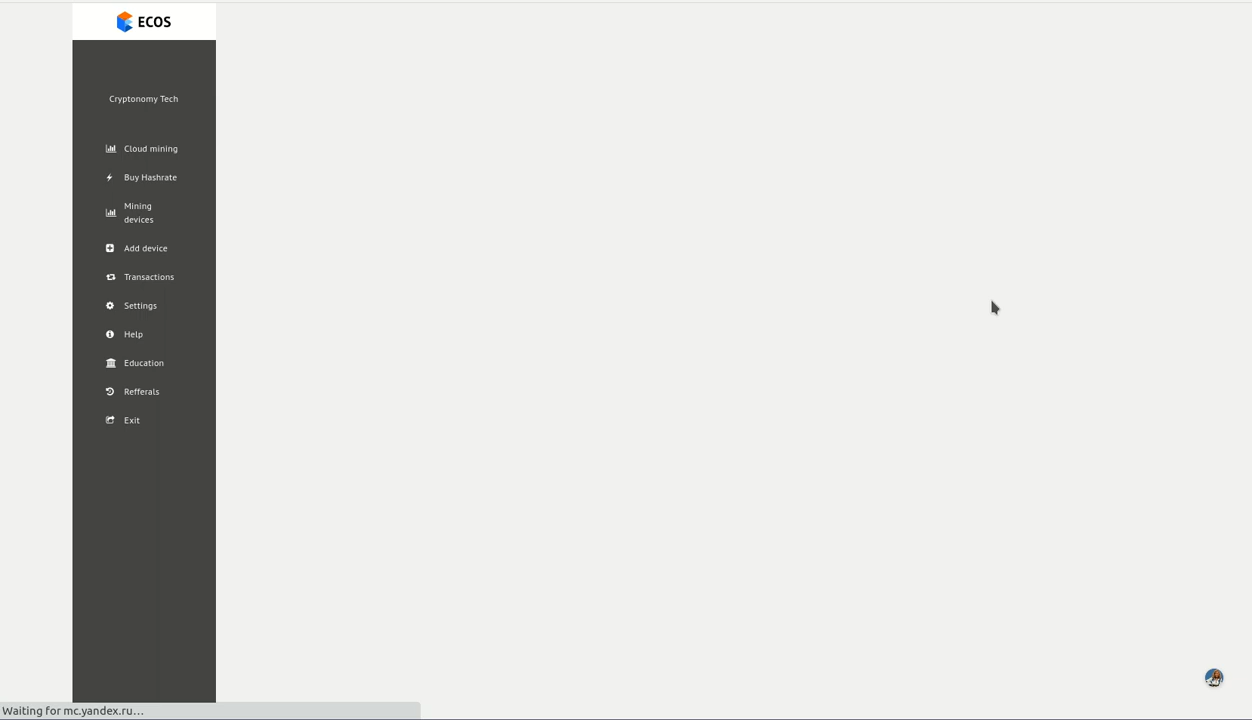 ECOS
Cryptonomy Tech
Cloud mining
Buy Hashrate
Mining
devices
Add device
Transactions
Settings
Help
Education
Refferals
Exit
Waiting for mc.yandex.ru…